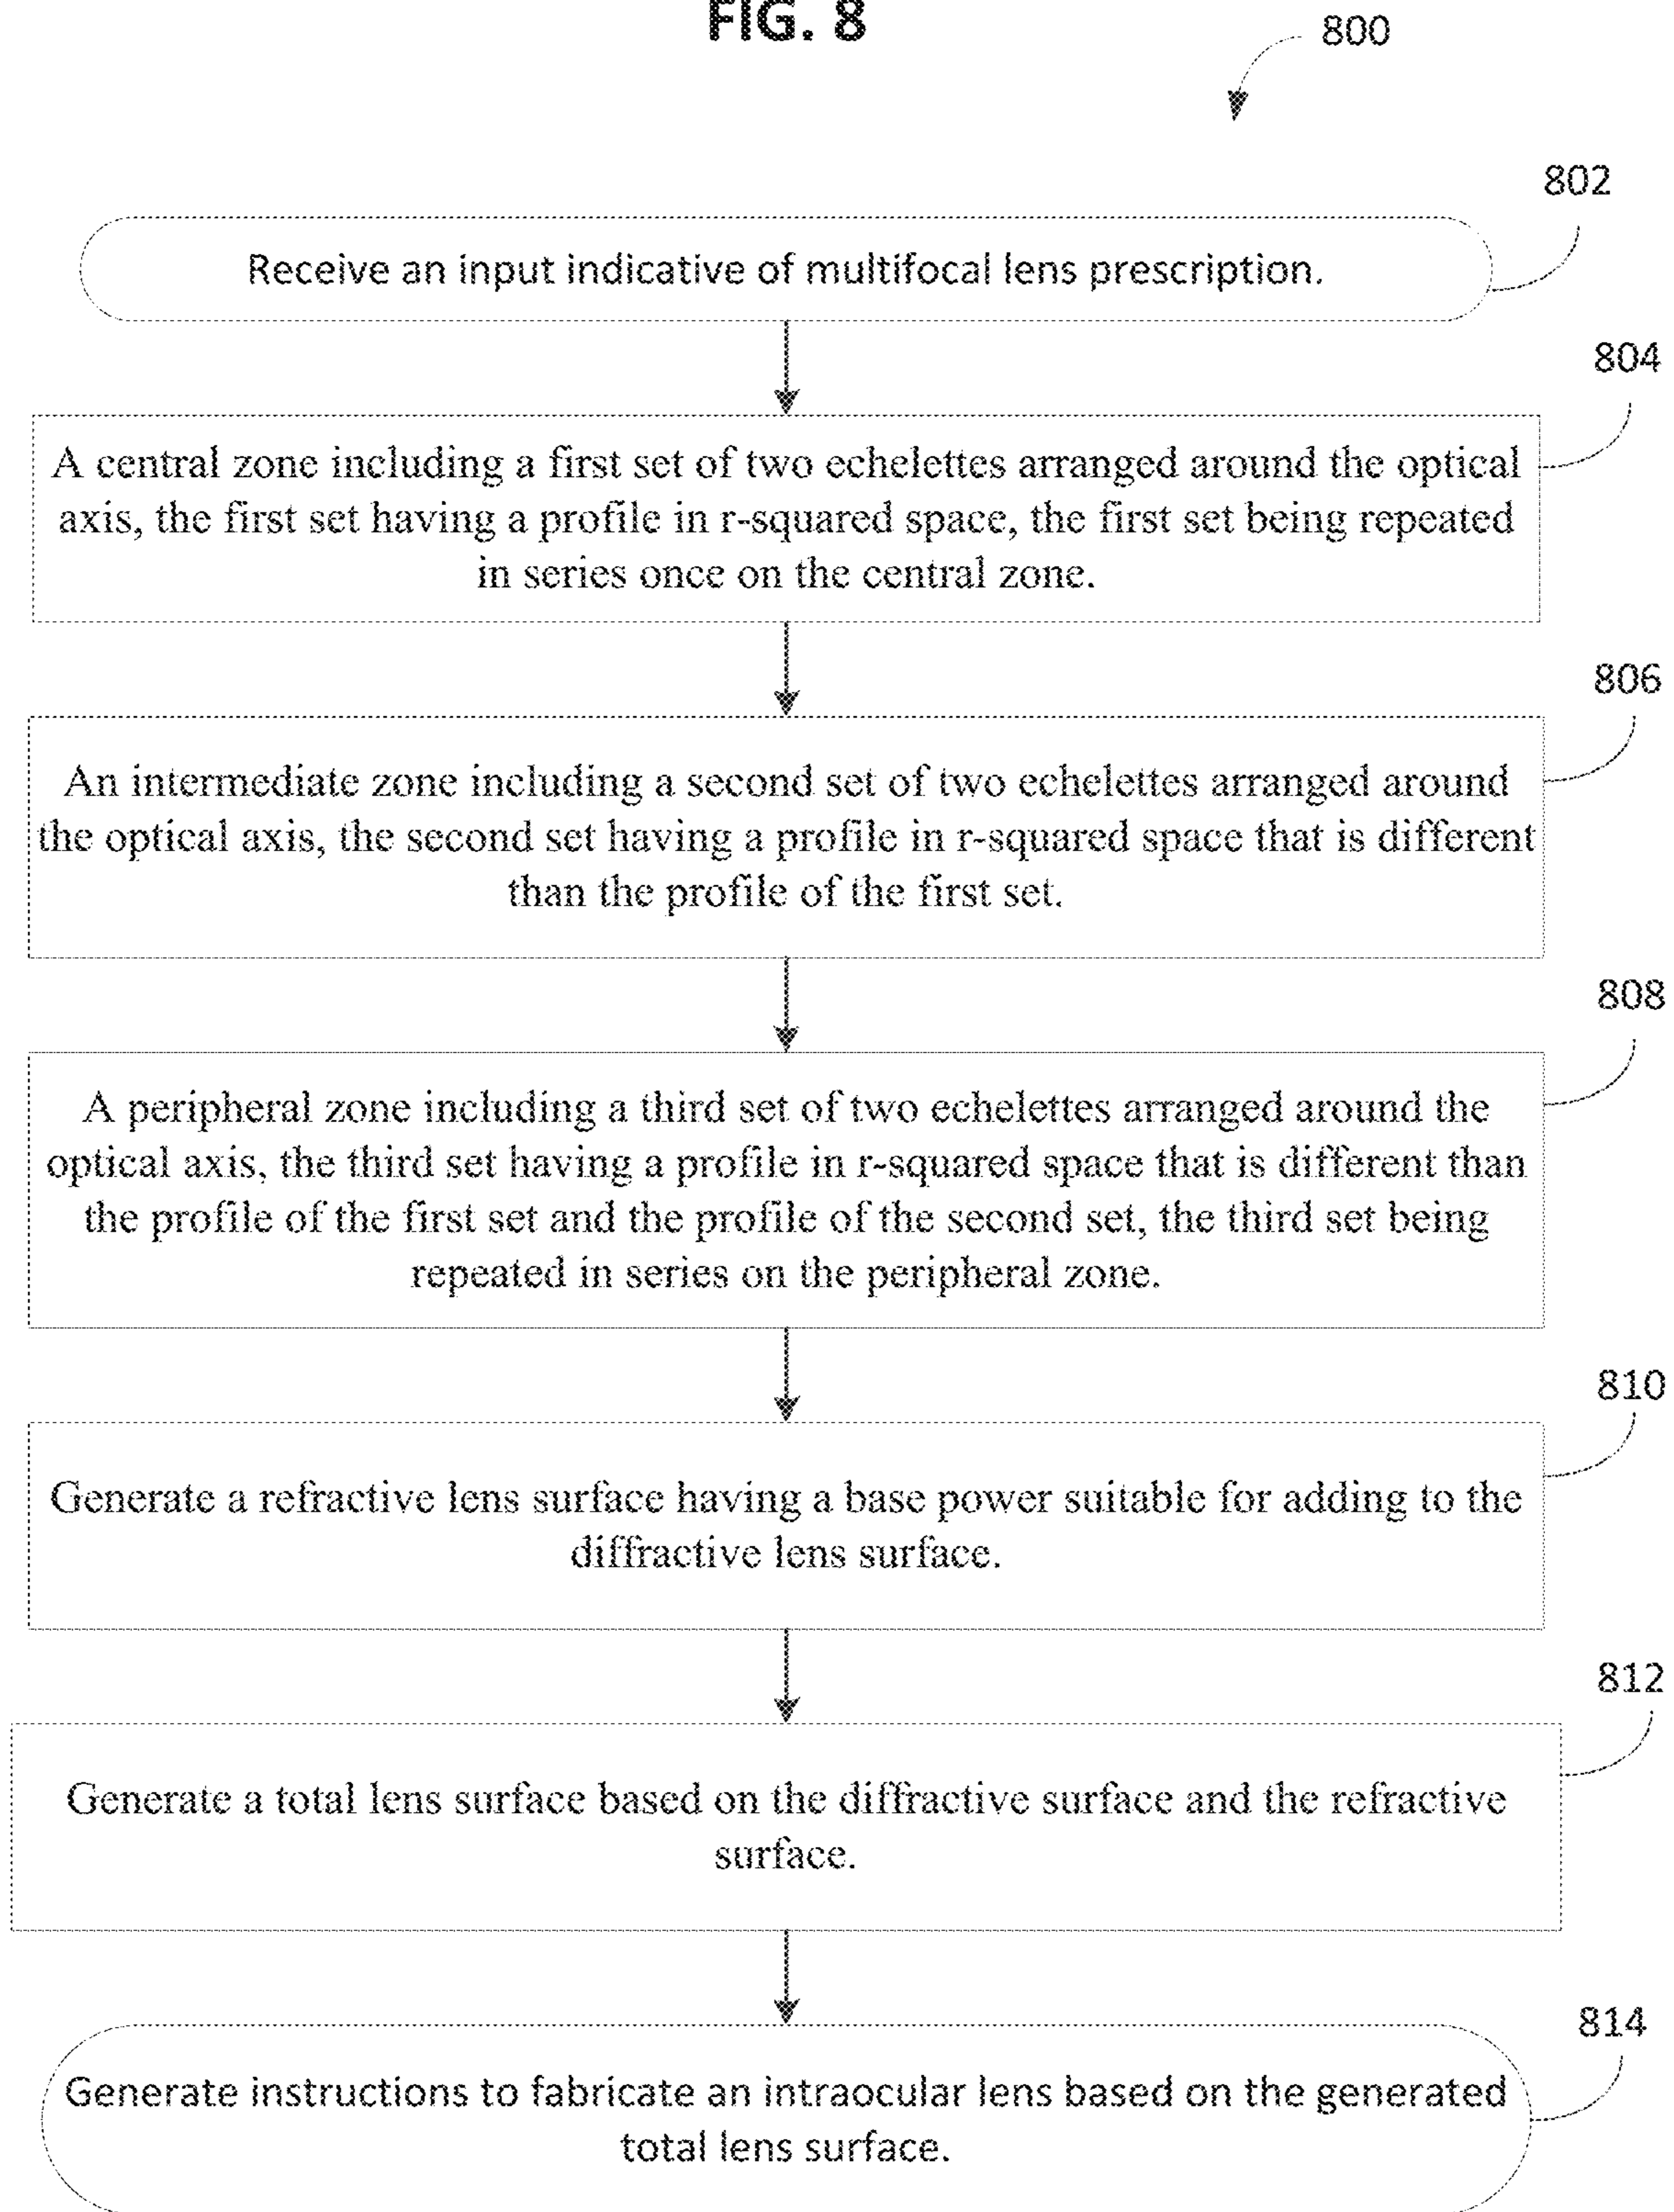 FIG. 8
800
802
Receive an input indicative of multifocal lens prescription.
804
A central zone including a first set of two echelettes arranged around the optical
axis, the first set having a profile in r-squared space, the first set being repeated
in series once on the central zone.
806
An intermediate zone including a second set of two echelettes arranged around
the optical axis, the second set having a profile in r-squared space that is different
than the profile of the first set.
808
A peripheral zone including a third set of two echelettes arranged around the
optical axis, the third set having a profile in r-squared space that is different than
the profile of the first set and the profile of the second set, the third set being
repeated in series on the peripheral zone.
810
Generate a refractive lens surface having a base power suitable for adding to the
diffractive lens surface.
812
Generate a total lens surface based on the diffractive surface and the refractive
surface.
814
Generate instructions to fabricate an intraocular lens based on the generated
total lens surface.